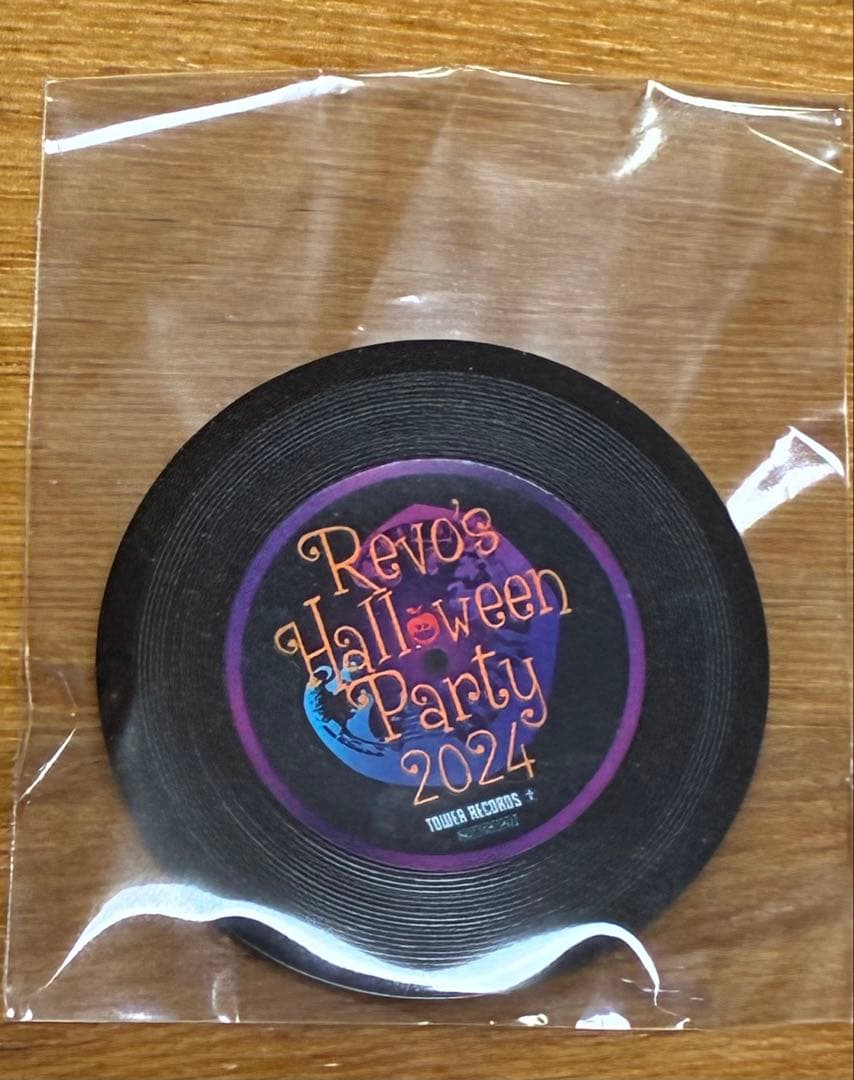 Revo's
Halloween
Party
2024
TOWER RECORDS